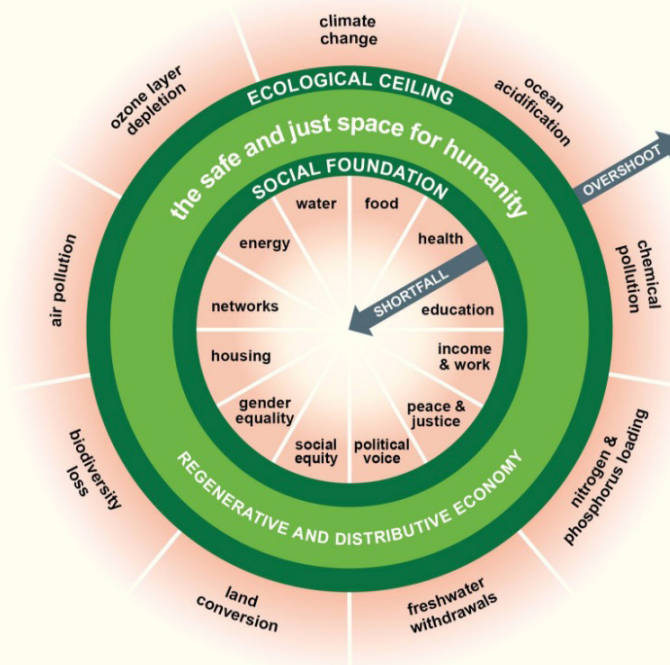 climate
change
ocean
acidification
chemical
pollution
nitrogen &
phosphorus loading
freshwater
withdrawals
land
conversion
biodiversity
loss
air pollution
ozone layer
depletion
OVERSHOOT
ECOLOGICAL CEILING
the safe and just space for humanity
SOCIAL FOUNDATION
water
food
health
SHORTFALL
education
income
& work
peace &
justice
political
voice
social
equity
gender
equality
housing
networks
energy
REGENERATIVE AND DISTRIBUTIVE ECONOMY